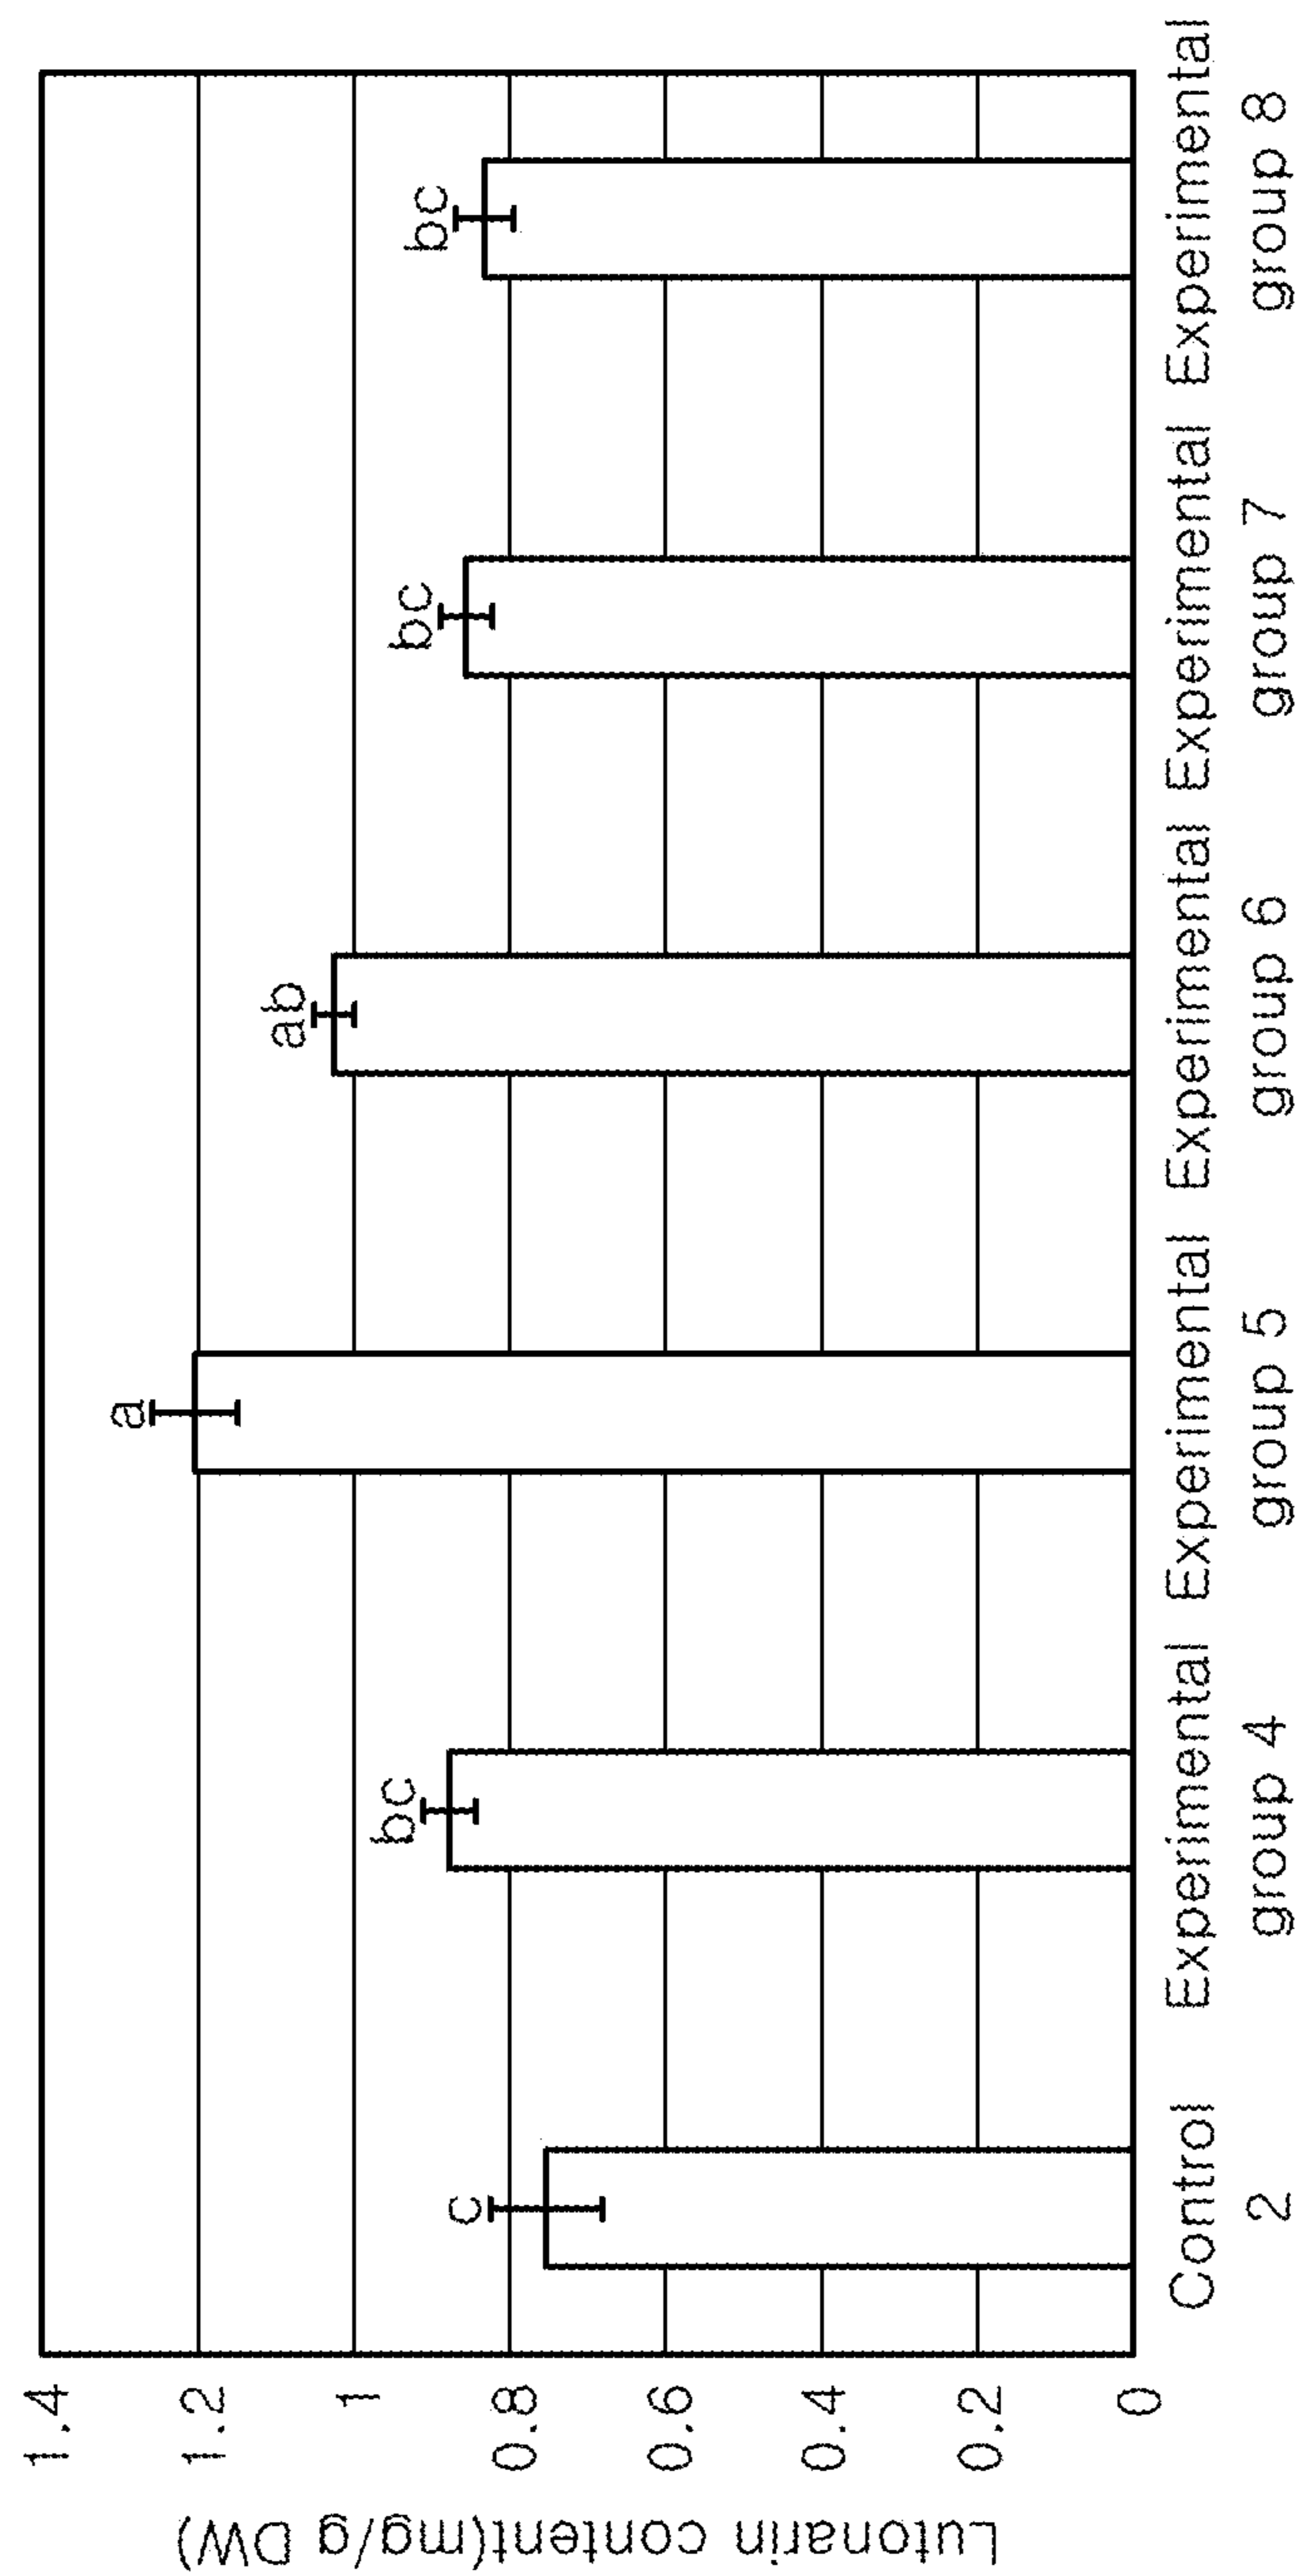 Lutonarin content(mg/g DW)
1.4
1.2
1
0.8
0.6
0.4
0.2
0
c
bc
a
ab
bc
bc
Control
2
Experimental
group 4
Experimental
group 5
Experimental
group 6
Experimental
group 7
Experimental
group 8